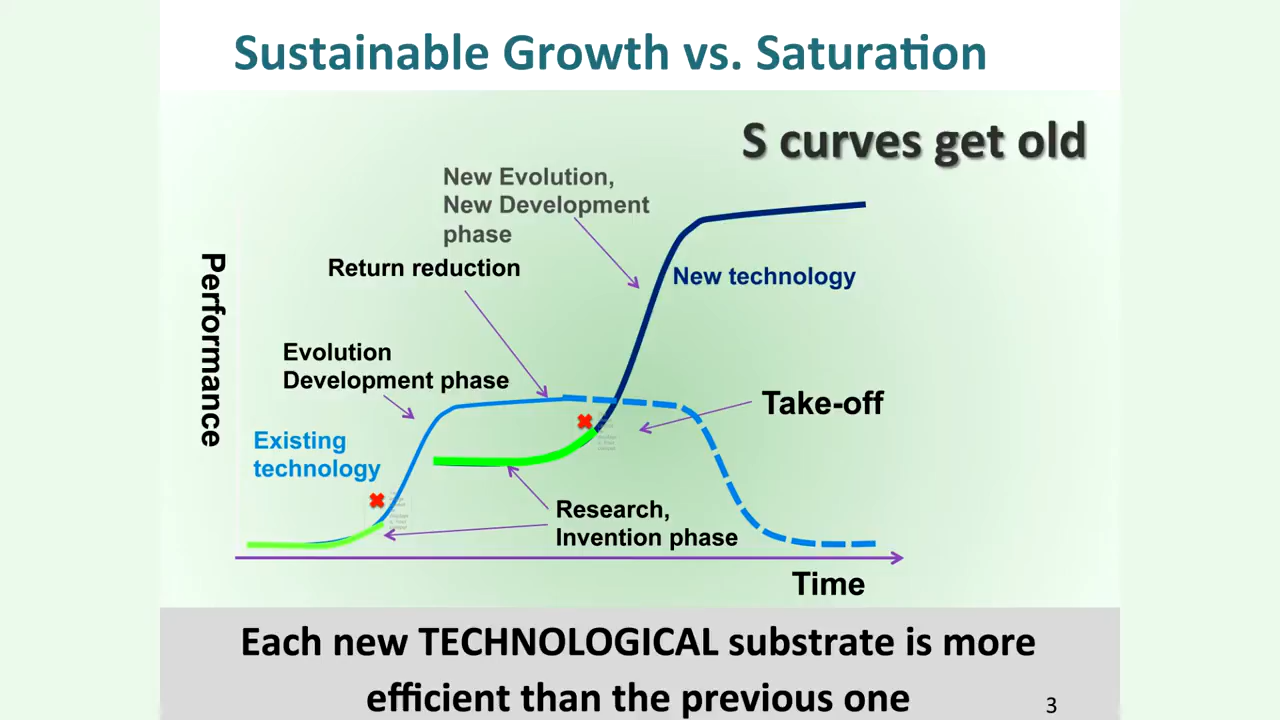 Sustainable Growth vs. Saturation
S curves get old
New Evolution,
New Development
phase
Return reduction
Performance
New technology
Evolution
Development phase
Take-off
Existing
technology
Research,
Invention phase
Time
Each new TECHNOLOGICAL substrate is more
efficient than the previous one
3